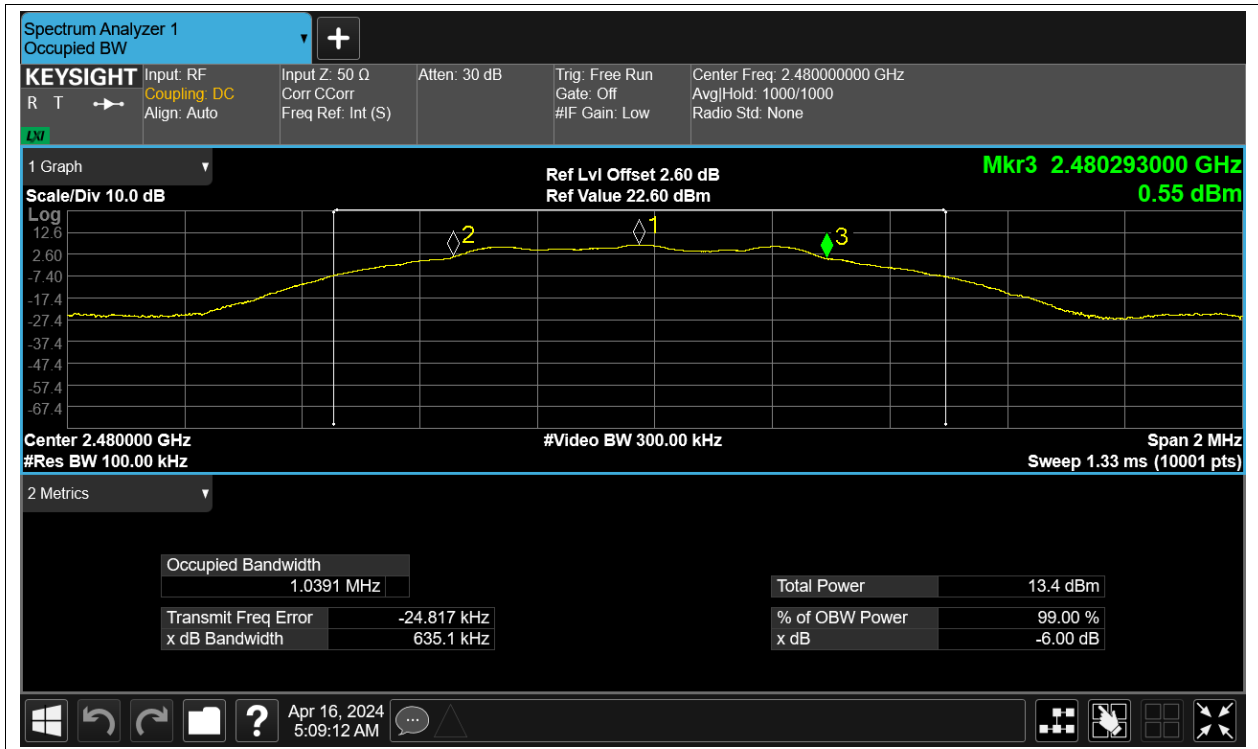 Spectrum Analyzer 1
Occupied BW
+
KEYSIGHT
R T
LXI
Input: RF
Coupling: DC
Align: Auto
Input Z: 50 Ω
Corr CCorr
Freq Ref: Int (S)
Atten: 30 dB
Trig: Free Run
Gate: Off
#IF Gain: Low
Center Freq: 2.480000000 GHz
Avg|Hold: 1000/1000
Radio Std: None
1 Graph
Scale/Div 10.0 dB
Ref Lvl Offset 2.60 dB
Ref Value 22.60 dBm
Mkr3 2.480293000 GHz
0.55 dBm
Log
12.6
2.60
-7.40
-17.4
-27.4
-37.4
-47.4
-57.4
-67.4
2
1
3
Center 2.480000 GHz
#Video BW 300.00 kHz
Span 2 MHz
#Res BW 100.00 kHz
Sweep 1.33 ms (10001 pts)
2 Metrics
Occupied Bandwidth
1.0391 MHz
Transmit Freq Error -24.817 kHz
x dB Bandwidth 635.1 kHz
Total Power 13.4 dBm
% of OBW Power 99.00 %
x dB -6.00 dB
?
Apr 16, 2024
5:09:12 AM